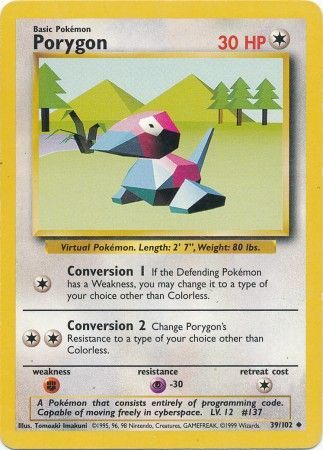 Basic Pokémon
Porygon 30 HP
Virtual Pokémon. Length: 2' 7", Weight: 80 lbs.
Conversion 1 If the Defending Pokémon
has a Weakness, you may change it to a type
of your choice other than Colorless.
Conversion 2 Change Porygon's
Resistance to a type of your choice other than
Colorless.
weakness resistance retreat cost
-30
A Pokémon that consists entirely of programming code.
Capable of moving freely in cyberspace. LV. 12 #137
Illus. Tomoaki Imakuni ©1995, 96, 98 Nintendo, Creatures, GAMEFREAK. ©1999 Wizards. 39/102